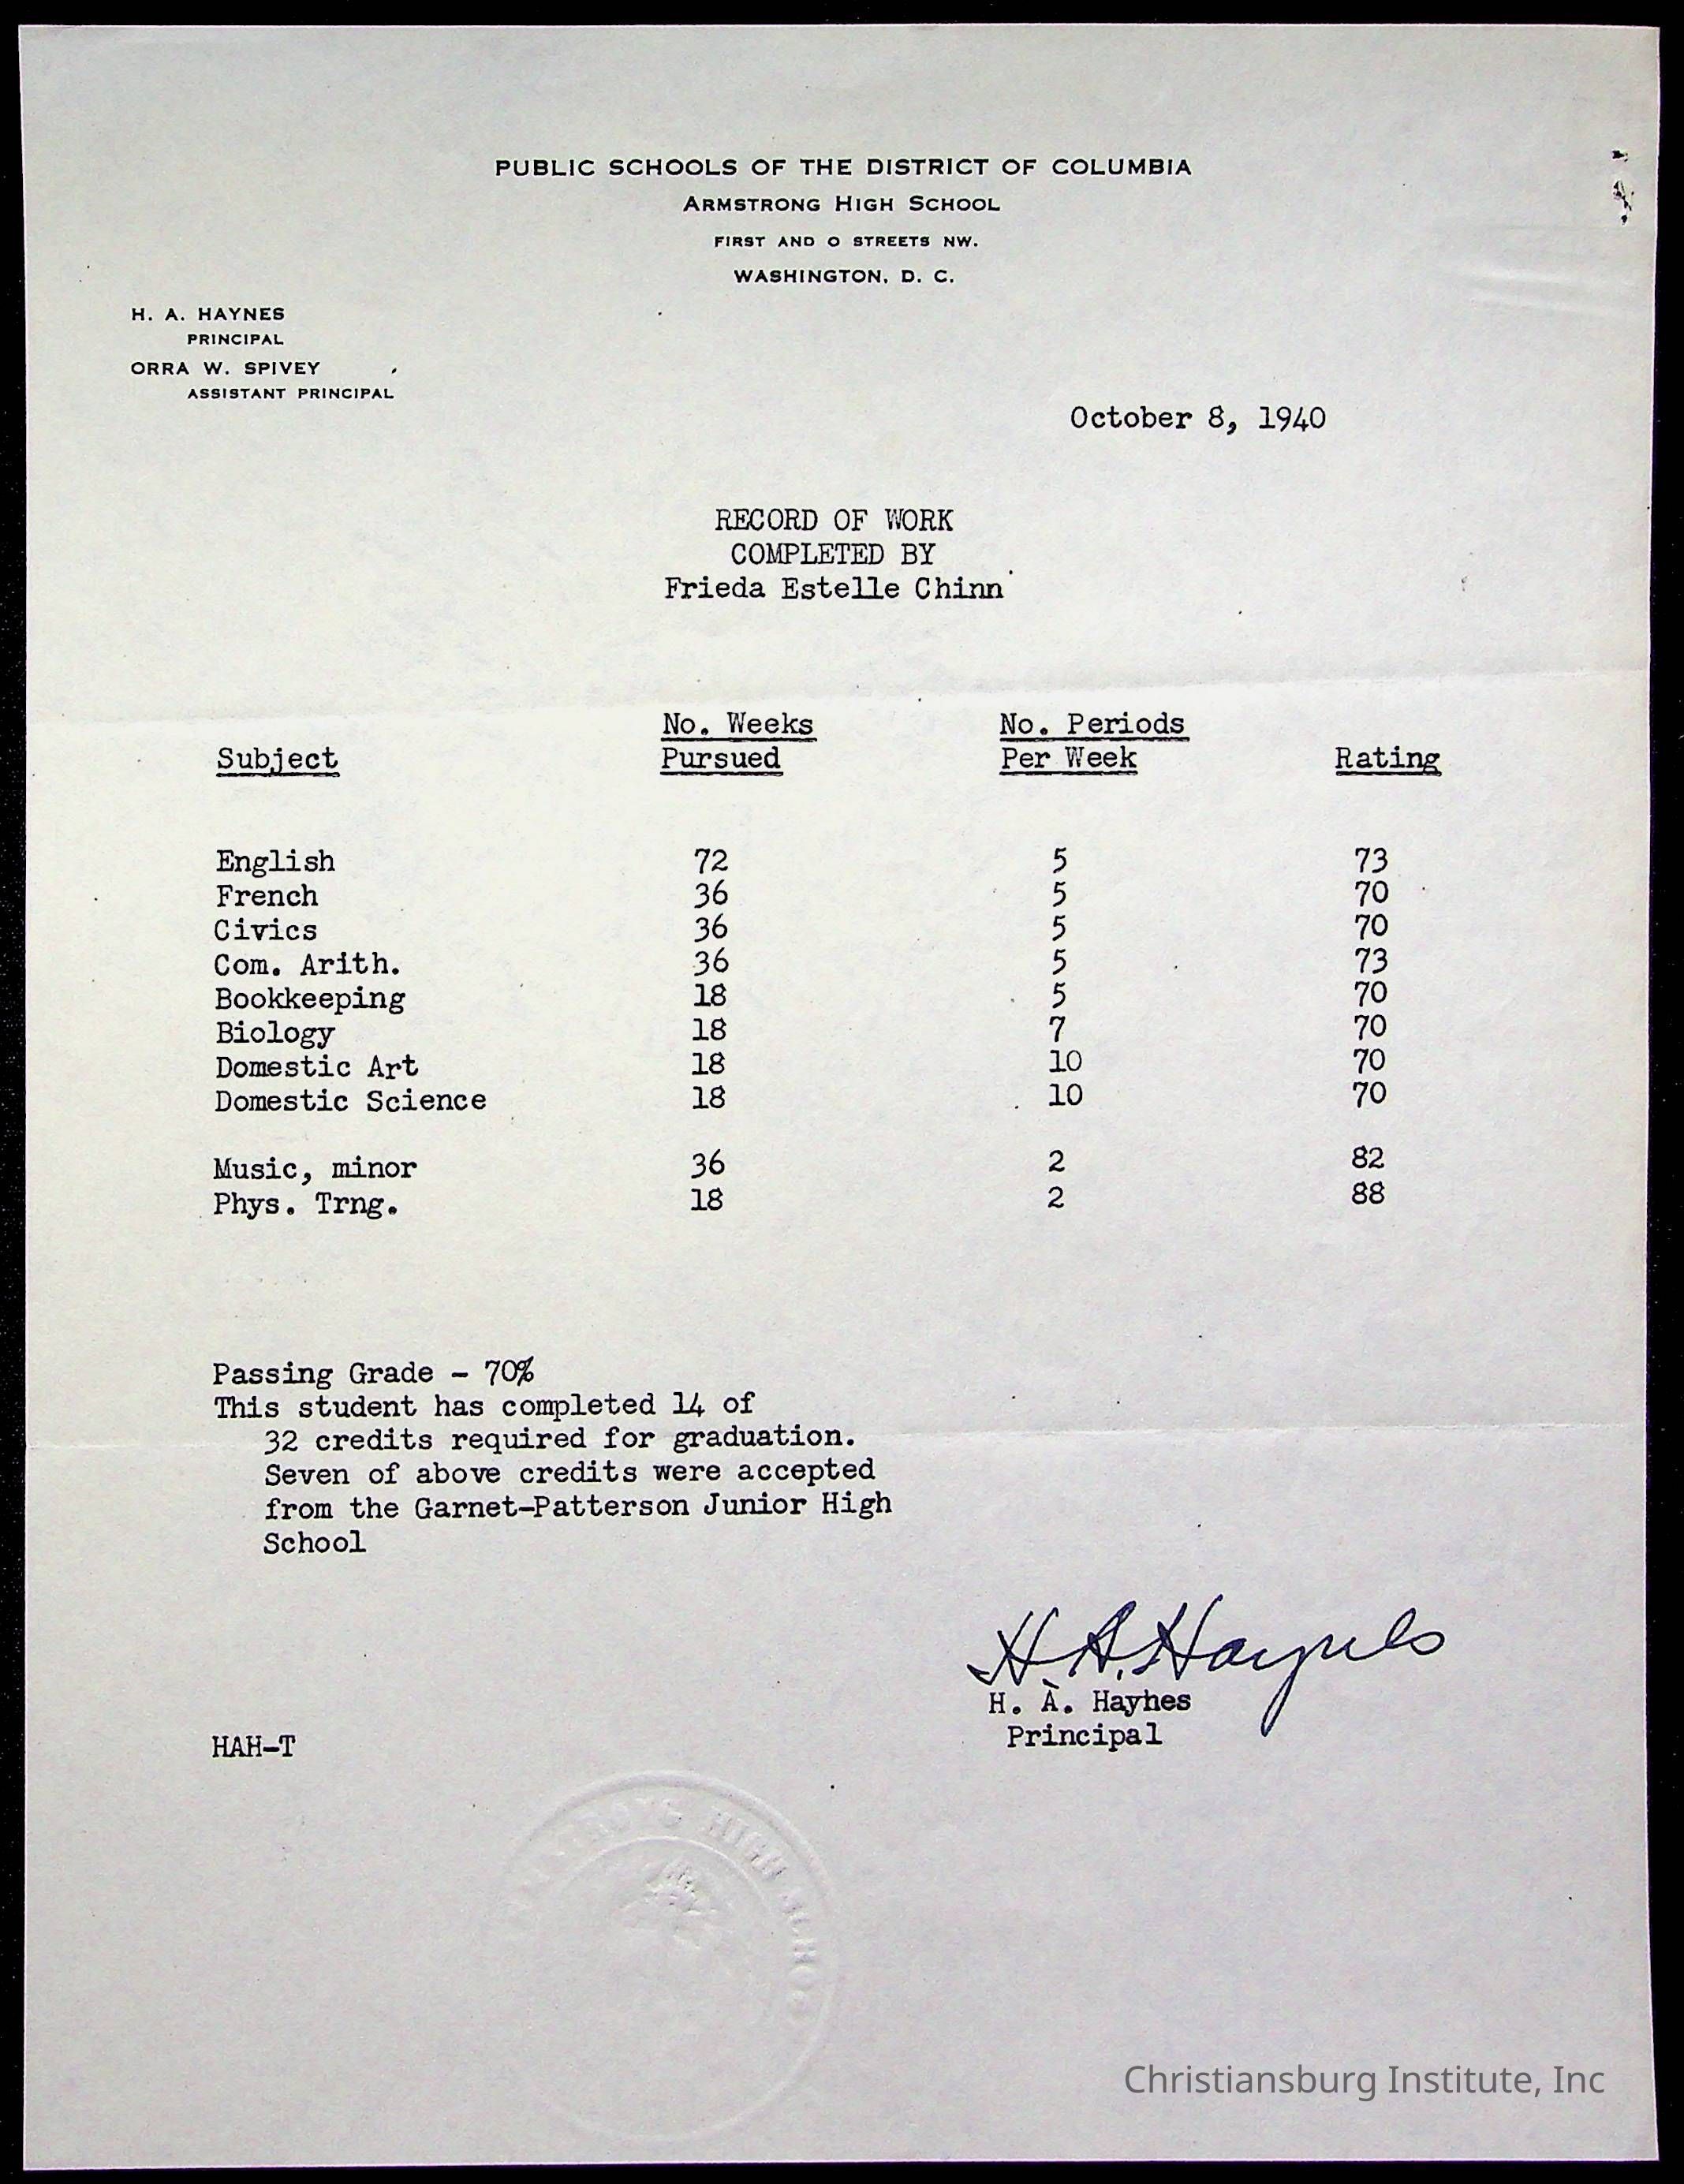 PUBLIC SCHOOLS OF THE DISTRICT OF COLUMBIA
ARMSTRONG HIGH SCHOOL
FIRST AND O STREETS NW.
WASHINGTON, D. C.
H. A. HAYNES
PRINCIPAL
ORRA W. SPIVEY
ASSISTANT PRINCIPAL
October 8, 1940
RECORD OF WORK
COMPLETED BY
Frieda Estelle Chinn
No. Weeks No. Periods
Subject Pursued Per Week Rating
English 72 5 73
French 36 5 70
Civics 36 5 70
Com. Arith. 36 5 73
Bookkeeping 18 5 70
Biology 18 7 70
Domestic Art 18 10 70
Domestic Science 18 10 70
Music, minor 36 2 82
Phys. Trng. 18 2 88
Passing Grade - 70%
This student has completed 14 of
32 credits required for graduation.
Seven of above credits were accepted
from the Garnet-Patterson Junior High
School
H. A. Haynes
H. A. Haynes
Principal
HAH-T
HIGH
Christiansburg Institute, Inc